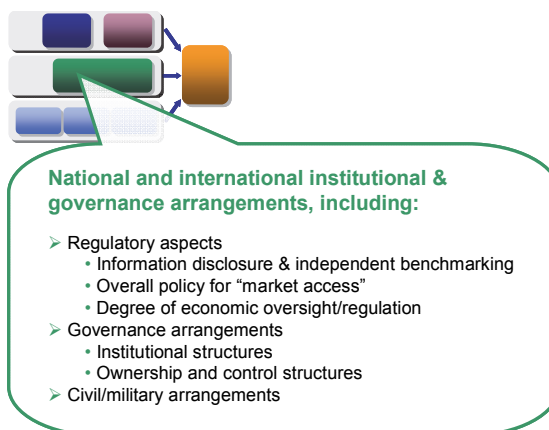 National and international institutional &
governance arrangements, including:
➢ Regulatory aspects
• Information disclosure & independent benchmarking
• Overall policy for “market access”
• Degree of economic oversight/regulation
➢ Governance arrangements
• Institutional structures
• Ownership and control structures
➢ Civil/military arrangements